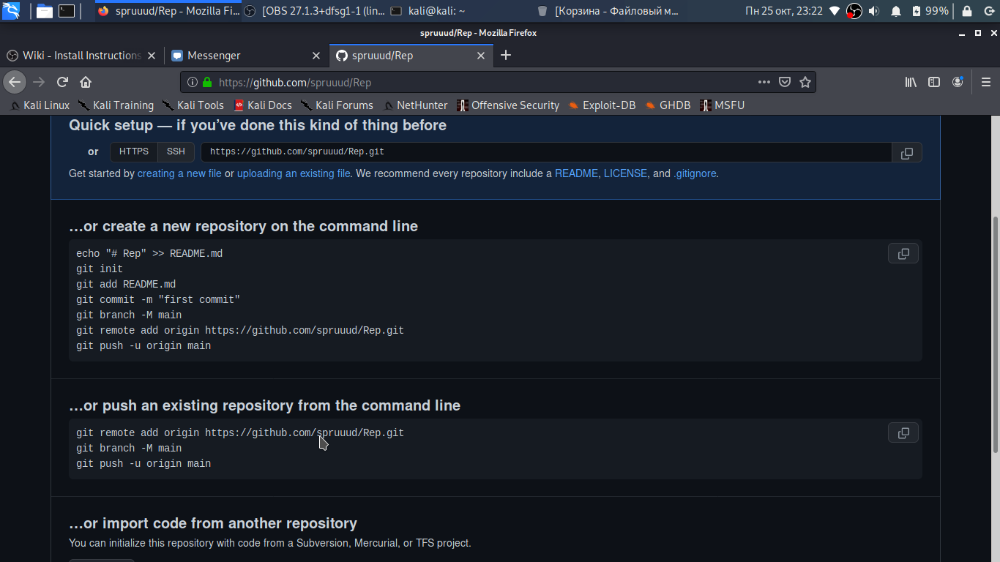 spruuud/Rep - Mozilla Fi...
[OBS 27.1.3+dfsg1-1 (lin...
kali@kali: ~
[Корзина - Файловый м...
Пн 25 окт, 23:22
99%
spruuud/Rep - Mozilla Firefox
Wiki - Install Instructions
Messenger
spruuud/Rep
https://github.com/spruuud/Rep
Kali Linux
Kali Training
Kali Tools
Kali Docs
Kali Forums
NetHunter
Offensive Security
Exploit-DB
GHDB
MSFU
Quick setup — if you've done this kind of thing before
or
HTTPS
SSH
https://github.com/spruuud/Rep.git
Get started by creating a new file or uploading an existing file. We recommend every repository include a README, LICENSE, and .gitignore.
…or create a new repository on the command line
echo "# Rep" >> README.md
git init
git add README.md
git commit -m "first commit"
git branch -M main
git remote add origin https://github.com/spruuud/Rep.git
git push -u origin main
…or push an existing repository from the command line
git remote add origin https://github.com/spruuud/Rep.git
git branch -M main
git push -u origin main
…or import code from another repository
You can initialize this repository with code from a Subversion, Mercurial, or TFS project.